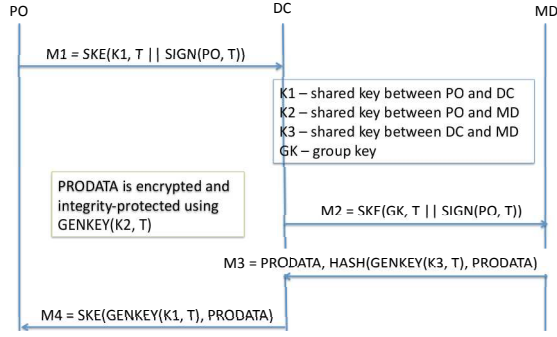 PO DC MD
M1 = SKE(K1, T || SIGN(PO, T))
K1 – shared key between PO and DC
K2 – shared key between PO and MD
K3 – shared key between DC and MD
GK – group key
PRODATA is encrypted and
integrity-protected using
GENKEY(K2, T)
M2 = SKE(GK, T || SIGN(PO, T))
M3 = PRODATA, HASH(GENKEY(K3, T), PRODATA)
M4 = SKE(GENKEY(K1, T), PRODATA)